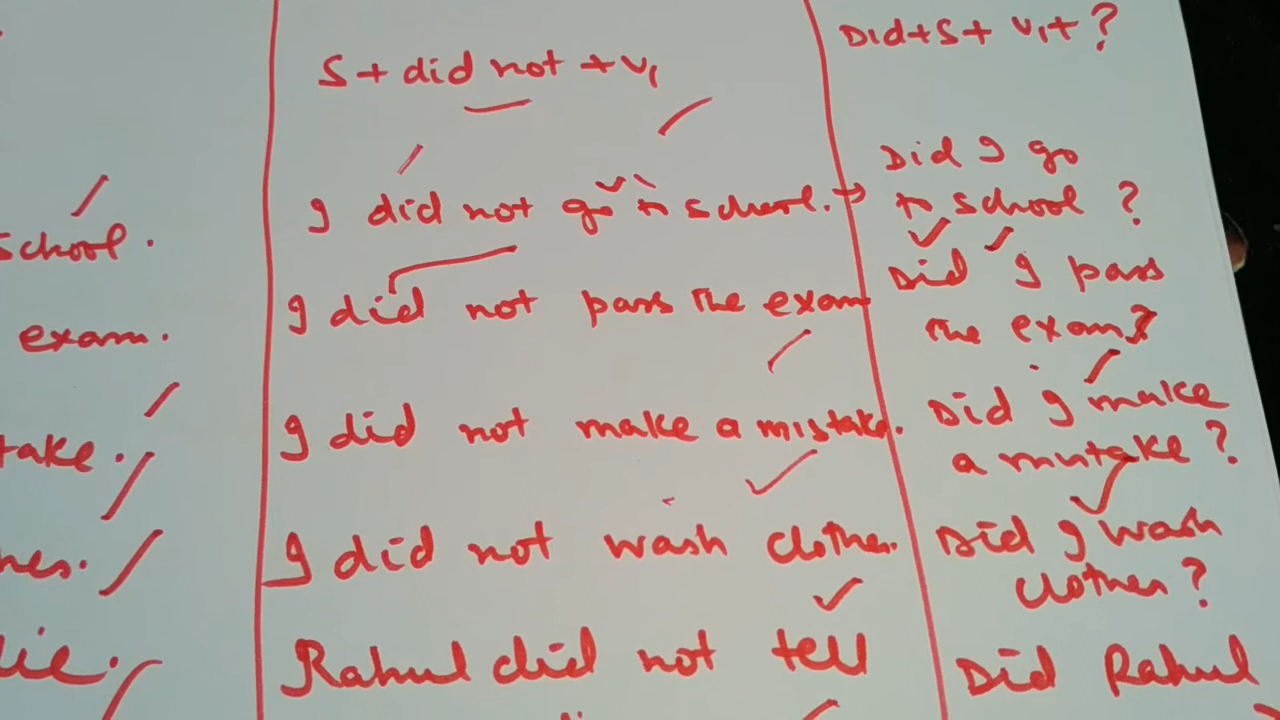 school.
exam.
take.
hes.
lie.
S + did not + V1
I did not go to school. →
I did not pass the exam
I did not make a mistake.
I did not wash clothes.
Rahul did not tell
Did + S + V1 + ?
Did I go
to school ?
Did I pass
the exam?
Did I make
a mistake ?
Did I wash
clothes ?
Did Rahul